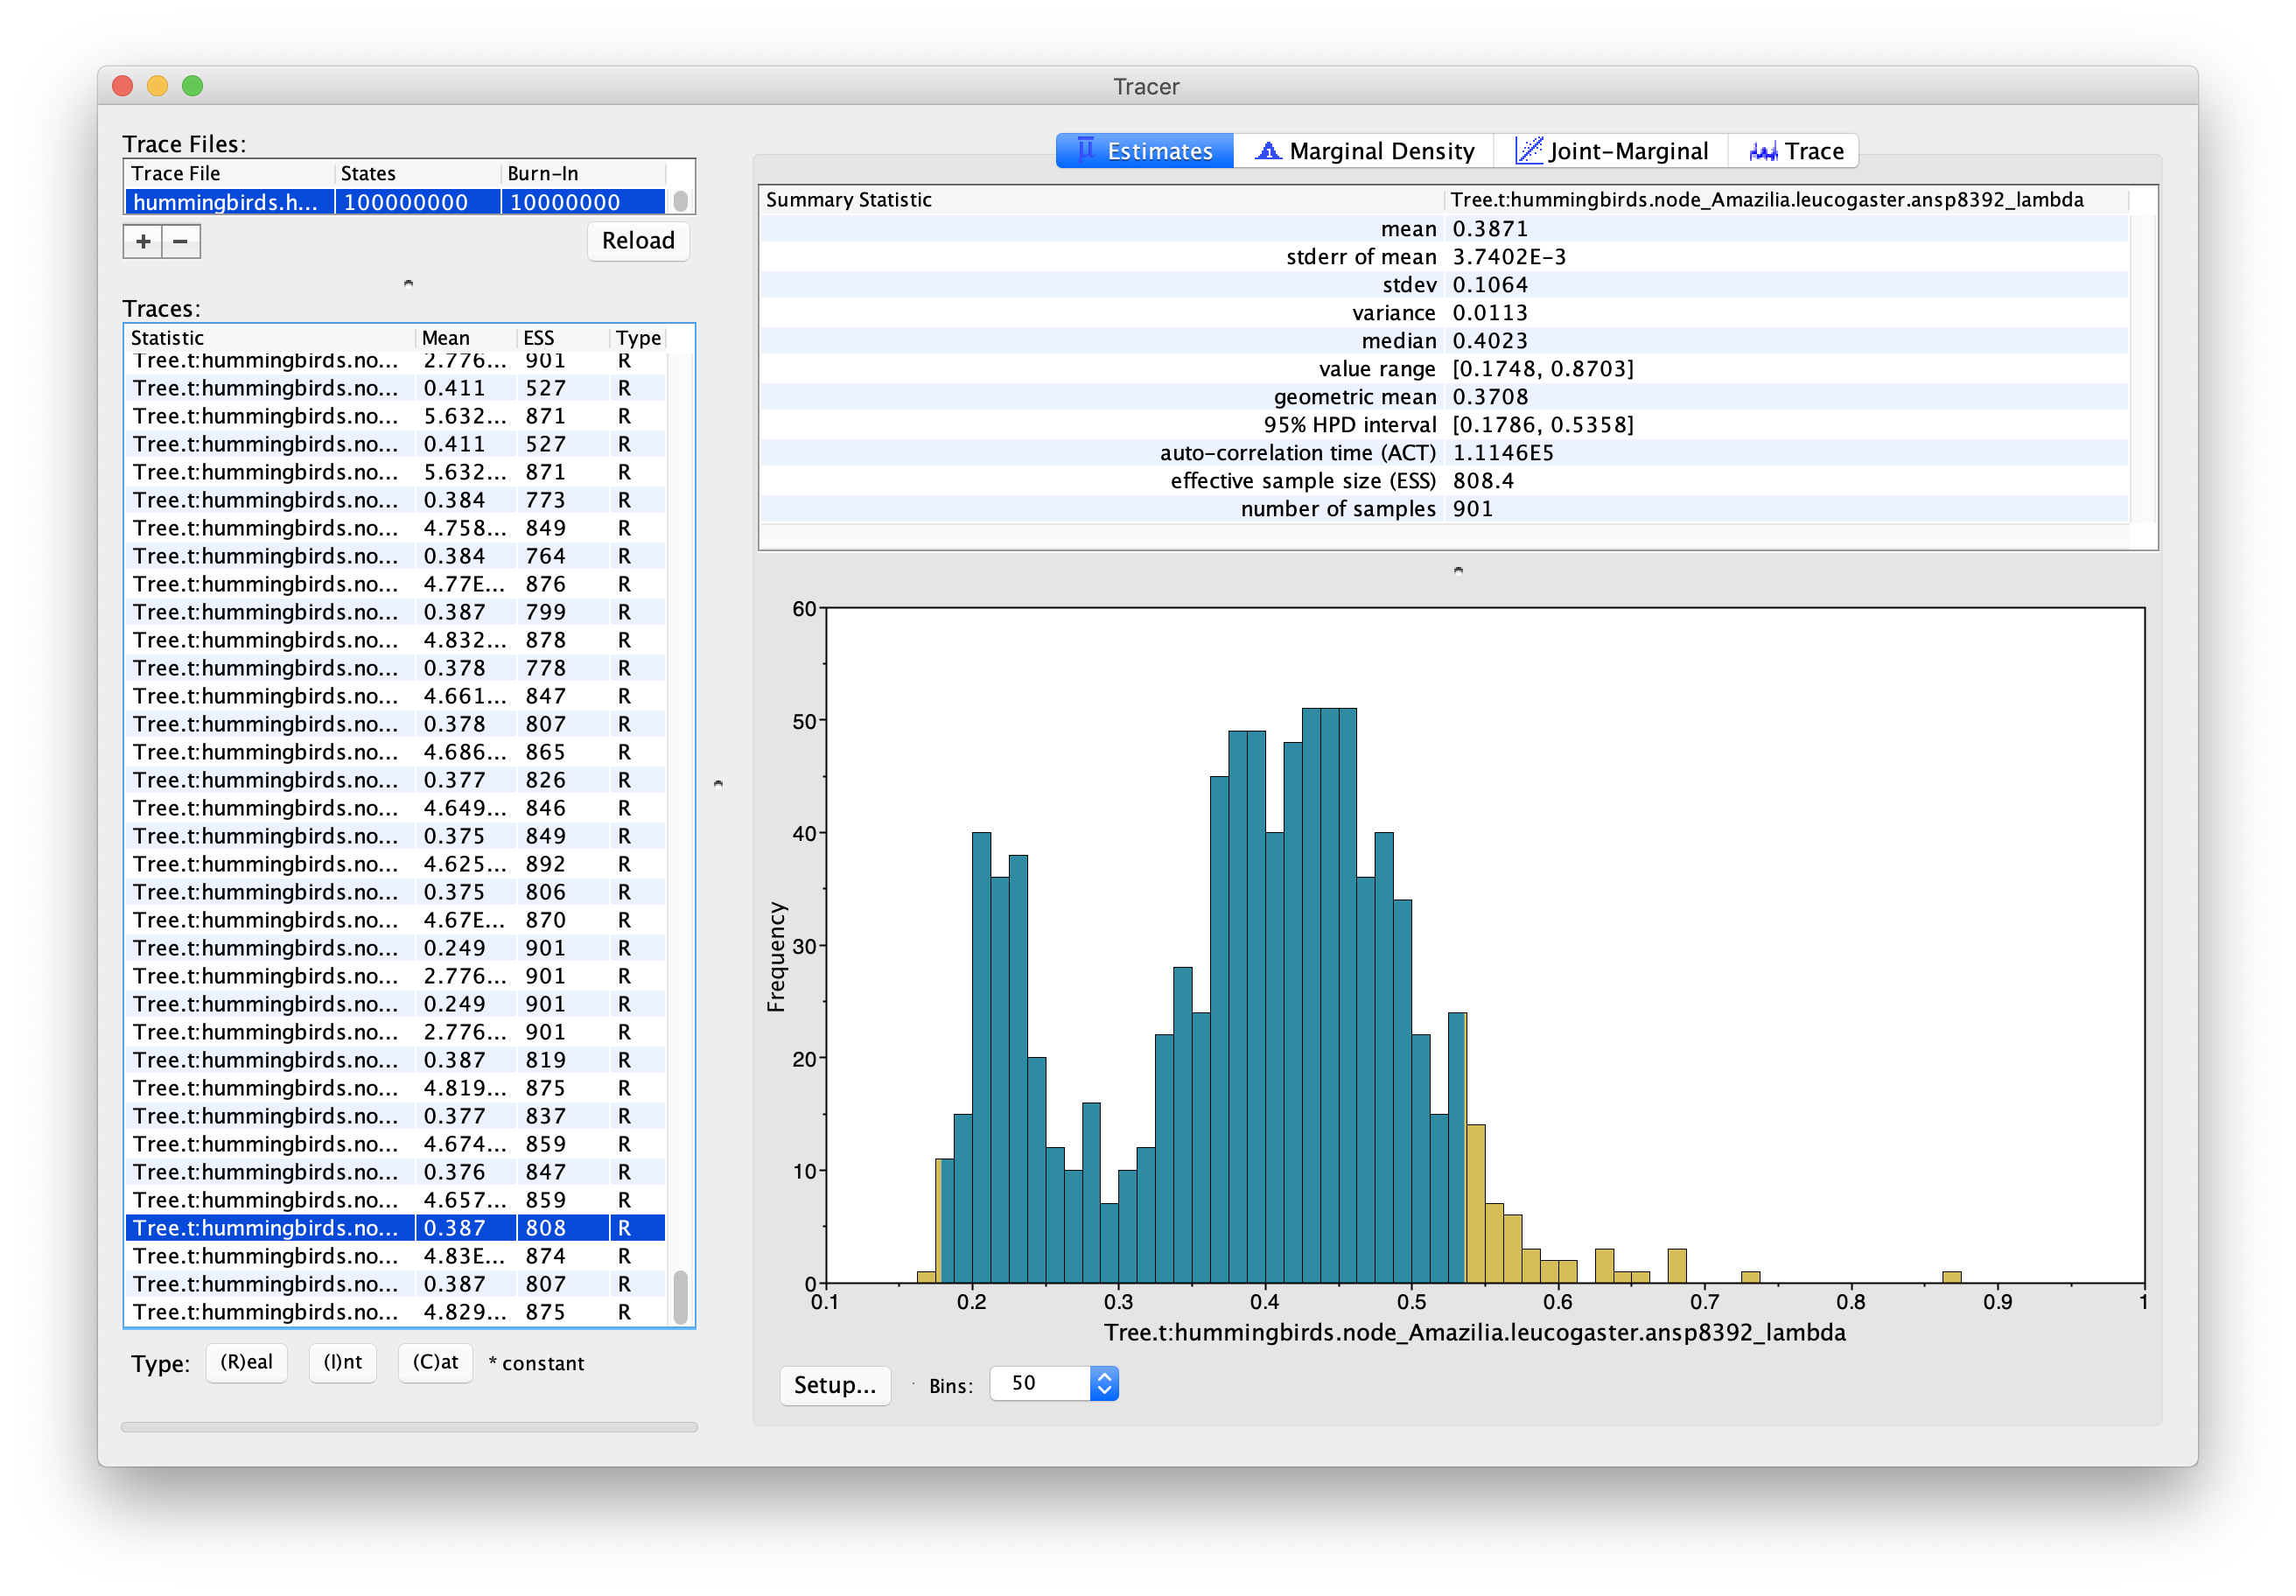 Tracer
Trace Files:
Trace File States Burn-In
hummingbirds.h... 100000000 10000000
+ − Reload
Traces:
Statistic Mean ESS Type
Tree.t:hummingbirds.no... 2.776... 901 R
Tree.t:hummingbirds.no... 0.411 527 R
Tree.t:hummingbirds.no... 5.632... 871 R
Tree.t:hummingbirds.no... 0.411 527 R
Tree.t:hummingbirds.no... 5.632... 871 R
Tree.t:hummingbirds.no... 0.384 773 R
Tree.t:hummingbirds.no... 4.758... 849 R
Tree.t:hummingbirds.no... 0.384 764 R
Tree.t:hummingbirds.no... 4.77E... 876 R
Tree.t:hummingbirds.no... 0.387 799 R
Tree.t:hummingbirds.no... 4.832... 878 R
Tree.t:hummingbirds.no... 0.378 778 R
Tree.t:hummingbirds.no... 4.661... 847 R
Tree.t:hummingbirds.no... 0.378 807 R
Tree.t:hummingbirds.no... 4.686... 865 R
Tree.t:hummingbirds.no... 0.377 826 R
Tree.t:hummingbirds.no... 4.649... 846 R
Tree.t:hummingbirds.no... 0.375 849 R
Tree.t:hummingbirds.no... 4.625... 892 R
Tree.t:hummingbirds.no... 0.375 806 R
Tree.t:hummingbirds.no... 4.67E... 870 R
Tree.t:hummingbirds.no... 0.249 901 R
Tree.t:hummingbirds.no... 2.776... 901 R
Tree.t:hummingbirds.no... 0.249 901 R
Tree.t:hummingbirds.no... 2.776... 901 R
Tree.t:hummingbirds.no... 0.387 819 R
Tree.t:hummingbirds.no... 4.819... 875 R
Tree.t:hummingbirds.no... 0.377 837 R
Tree.t:hummingbirds.no... 4.674... 859 R
Tree.t:hummingbirds.no... 0.376 847 R
Tree.t:hummingbirds.no... 4.657... 859 R
Tree.t:hummingbirds.no... 0.387 808 R
Tree.t:hummingbirds.no... 4.83E... 874 R
Tree.t:hummingbirds.no... 0.387 807 R
Tree.t:hummingbirds.no... 4.829... 875 R
Type: (R)eal (I)nt (C)at * constant
μ Estimates Marginal Density Joint-Marginal Trace
Summary Statistic Tree.t:hummingbirds.node_Amazilia.leucogaster.ansp8392_lambda
mean 0.3871
stderr of mean 3.7402E-3
stdev 0.1064
variance 0.0113
median 0.4023
value range [0.1748, 0.8703]
geometric mean 0.3708
95% HPD interval [0.1786, 0.5358]
auto-correlation time (ACT) 1.1146E5
effective sample size (ESS) 808.4
number of samples 901
60
50
40
30
20
10
0
Frequency
0.1 0.2 0.3 0.4 0.5 0.6 0.7 0.8 0.9 1
Tree.t:hummingbirds.node_Amazilia.leucogaster.ansp8392_lambda
Setup... Bins: 50